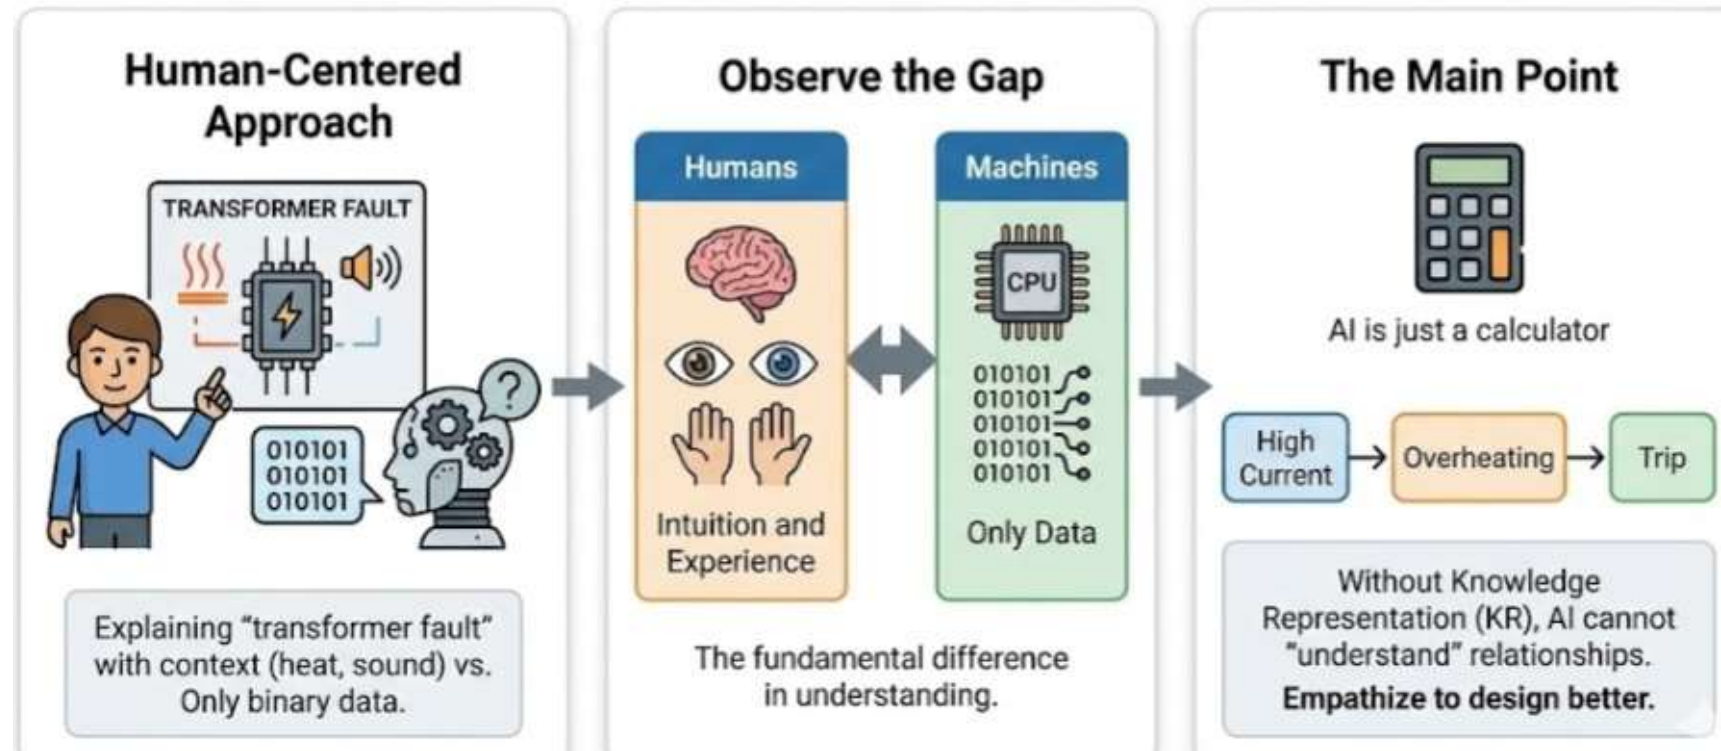 Human-Centered
Approach
TRANSFORMER FAULT
?
010101
010101
010101
Explaining “transformer fault”
with context (heat, sound) vs.
Only binary data.
Observe the Gap
Humans
Intuition and
Experience
Machines
CPU
010101
010101
010101
010101
010101
Only Data
The fundamental difference
in understanding.
The Main Point
AI is just a calculator
High
Current
Overheating
Trip
Without Knowledge
Representation (KR), AI cannot
“understand” relationships.
Empathize to design better.